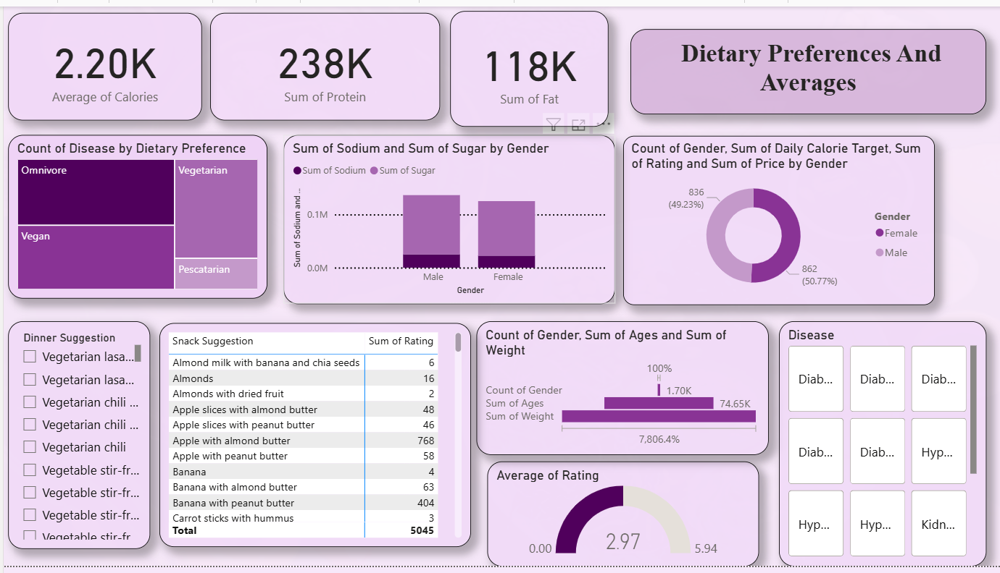 2.20K
Average of Calories
238K
Sum of Protein
118K
Sum of Fat
Dietary Preferences And
Averages
Count of Disease by Dietary Preference
Omnivore
Vegetarian
Vegan
Pescatarian
Sum of Sodium and Sum of Sugar by Gender
Sum of Sodium Sum of Sugar
Sum of Sodium and ...
0.1M
0.0M
Male Female
Gender
Count of Gender, Sum of Daily Calorie Target, Sum
of Rating and Sum of Price by Gender
836
(49.23%)
862
(50.77%)
Gender
Female
Male
Dinner Suggestion
Vegetarian lasa...
Vegetarian lasa...
Vegetarian chili ...
Vegetarian chili ...
Vegetarian chili
Vegetable stir-fr...
Vegetable stir-fr...
Vegetable stir-fr...
Vegetable stir-fr
Snack Suggestion Sum of Rating
Almond milk with banana and chia seeds 6
Almonds 16
Almonds with dried fruit 2
Apple slices with almond butter 48
Apple slices with peanut butter 46
Apple with almond butter 768
Apple with peanut butter 58
Banana 4
Banana with almond butter 63
Banana with peanut butter 404
Carrot sticks with hummus 3
Total 5045
Count of Gender, Sum of Ages and Sum of
Weight
100%
Count of Gender 1.70K
Sum of Ages 74.65K
Sum of Weight
7,806.4%
Average of Rating
0.00 2.97 5.94
Disease
Diab... Diab... Diab...
Diab... Diab... Hyp...
Hyp... Hyp... Kidn...